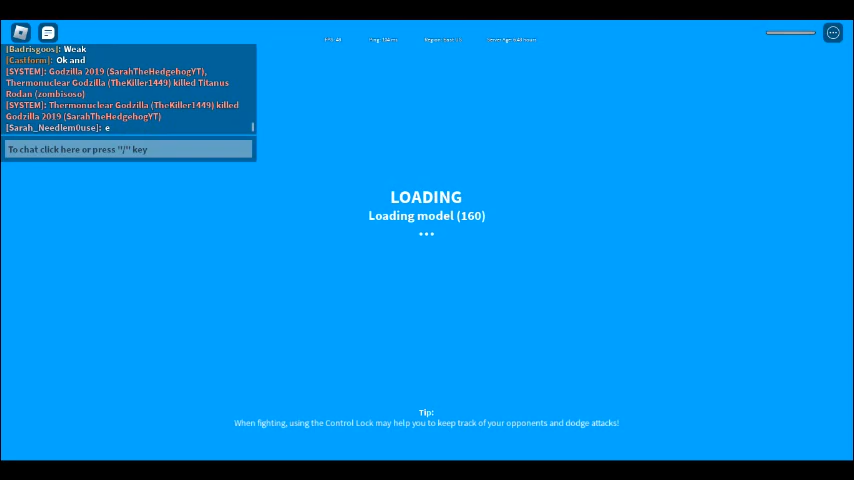 [Badrisgoos]: Weak
[Castform]: Ok and
[SYSTEM]: Godzilla 2019 (SarahTheHedgehogYT),
Thermonuclear Godzilla (TheKiller1449) killed Titanus
Rodan (zombisoso)
[SYSTEM]: Thermonuclear Godzilla (TheKiller1449) killed
Godzilla 2019 (SarahTheHedgehogYT)
[Sarah_Needlem0use]: e
To chat click here or press "/" key
LOADING
Loading model (160)
Tip:
When fighting, using the Control Lock may help you to keep track of your opponents and dodge attacks!